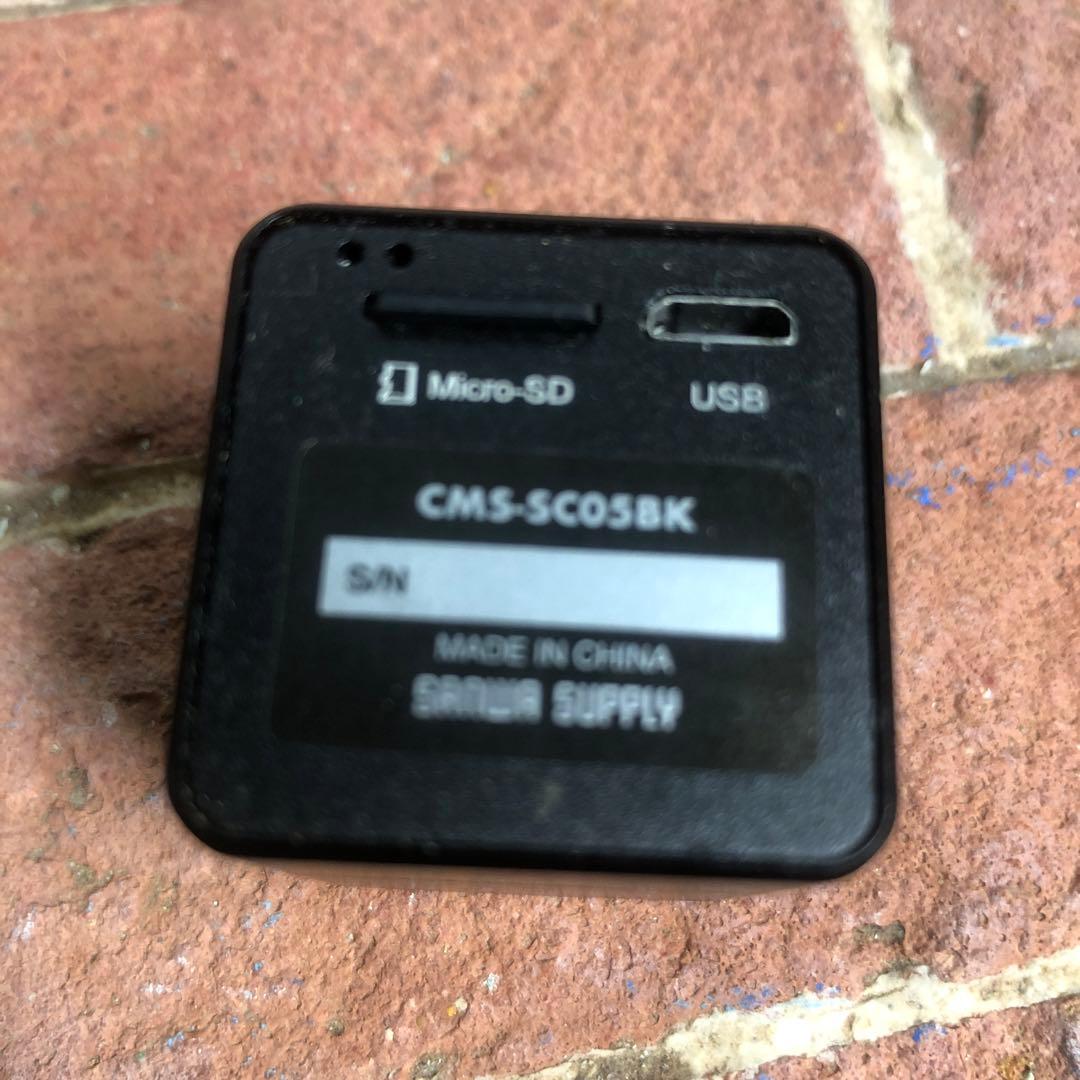 Micro-SD USB
CMS-SC05BK
S/N
MADE IN CHINA
SANWA SUPPLY